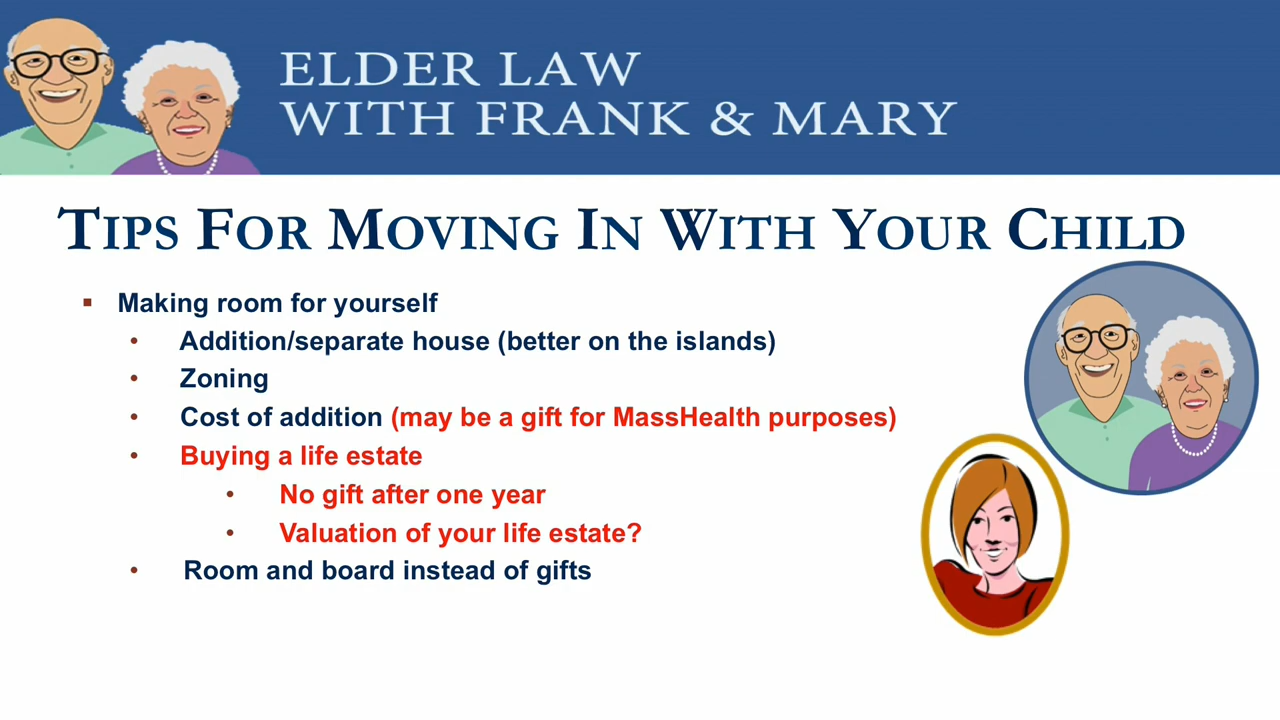 ELDER LAW
WITH FRANK & MARY
TIPS FOR MOVING IN WITH YOUR CHILD
▪ Making room for yourself
• Addition/separate house (better on the islands)
• Zoning
• Cost of addition (may be a gift for MassHealth purposes)
• Buying a life estate
• No gift after one year
• Valuation of your life estate?
• Room and board instead of gifts